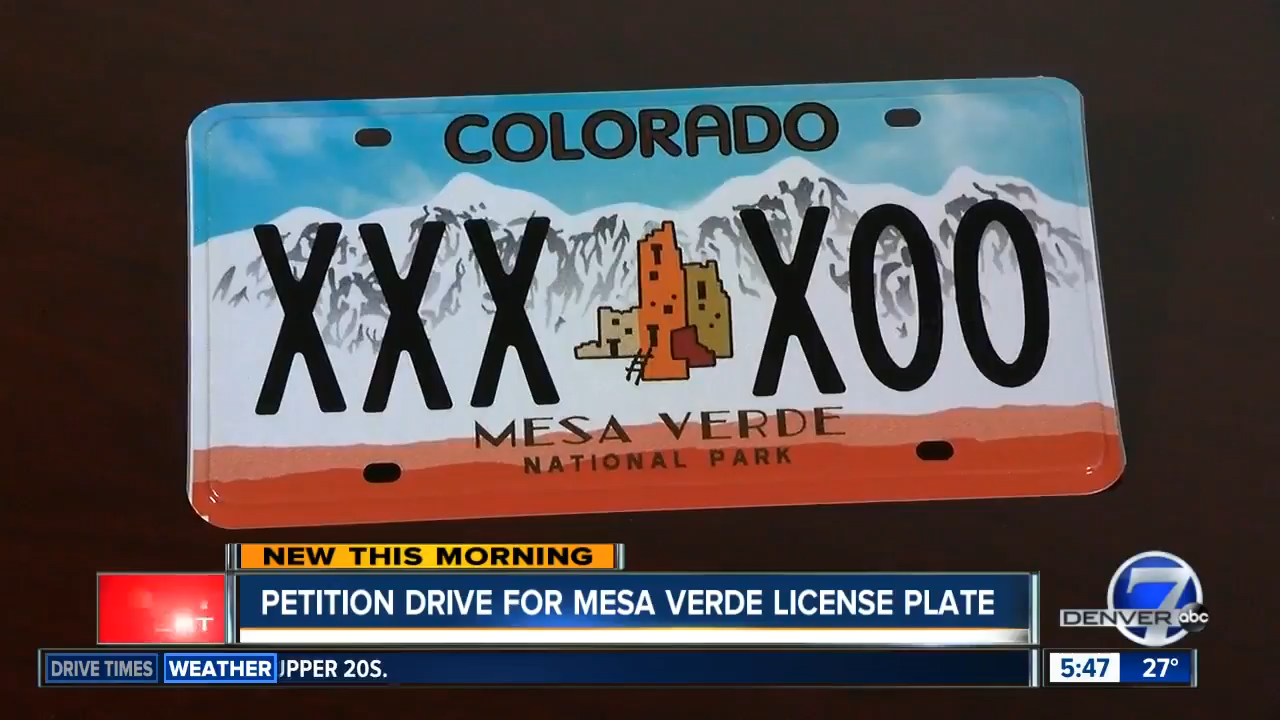 COLORADO
XXX X00
MESA VERDE
NATIONAL PARK
NEW THIS MORNING
PETITION DRIVE FOR MESA VERDE LICENSE PLATE
DENVER 7 abc
DRIVE TIMES WEATHER UPPER 20S.
5:47 27°